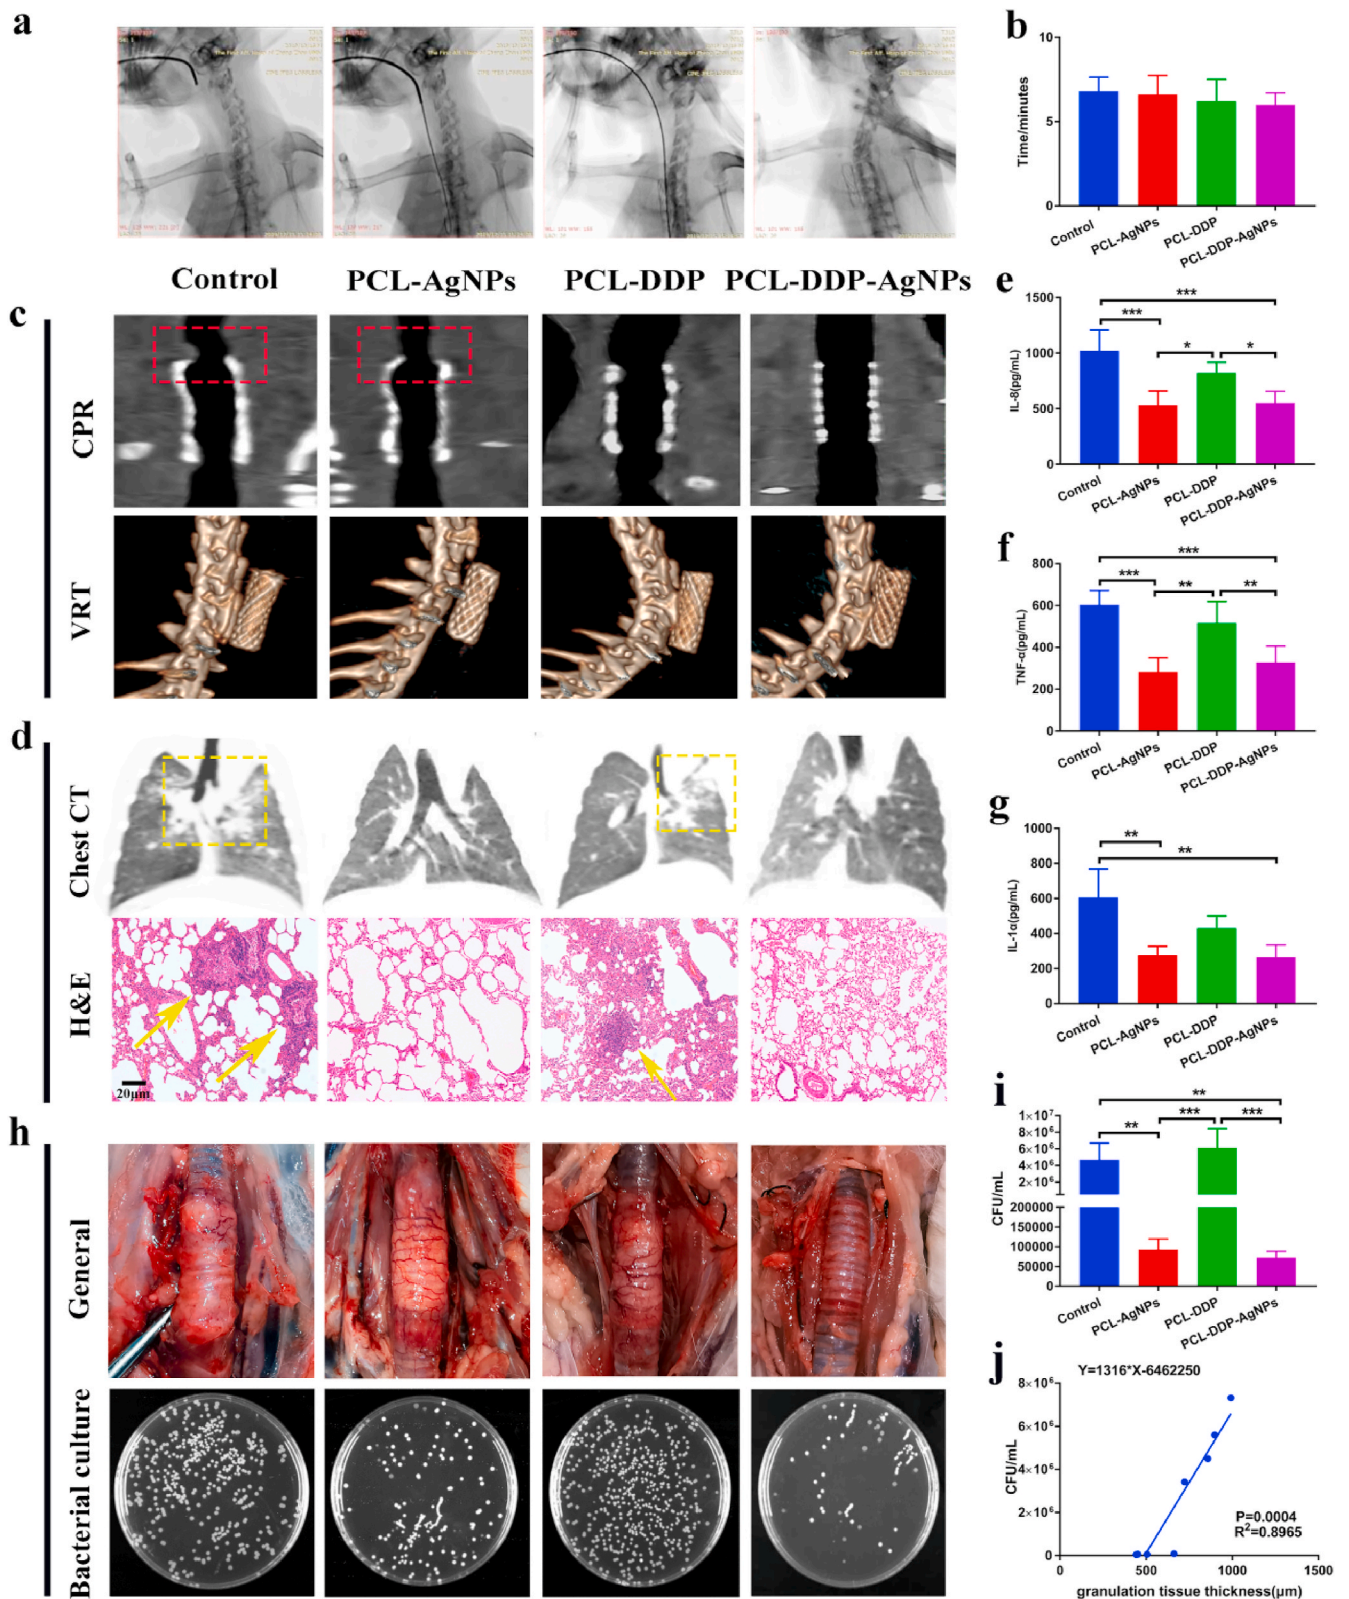 a
b
10
5
0
Time/minutes
Control
PCL-AgNPs
PCL-DDP
PCL-DDP-AgNPs
Control PCL-AgNPs PCL-DDP PCL-DDP-AgNPs
c
CPR
VRT
e
1500
1000
500
0
IL-8(pg/mL)
***
***
* *
Control
PCL-AgNPs
PCL-DDP
PCL-DDP-AgNPs
f
800
600
400
200
0
TNF-α(pg/mL)
***
***
** **
Control
PCL-AgNPs
PCL-DDP
PCL-DDP-AgNPs
d
Chest CT
H&E
20μm
g
1000
800
600
400
200
0
IL-1α(pg/mL)
**
**
Control
PCL-AgNPs
PCL-DDP
PCL-DDP-AgNPs
h
General
Bacterial culture
i
1×10⁷
8×10⁶
6×10⁶
4×10⁶
2×10⁶
200000
150000
100000
50000
0
CFU/mL
**
*** ***
**
Control
PCL-AgNPs
PCL-DDP
PCL-DDP-AgNPs
j
Y=1316*X-6462250
8×10⁶
6×10⁶
4×10⁶
2×10⁶
0
CFU/mL
P=0.0004
R²=0.8965
0 500 1000 1500
granulation tissue thickness(μm)